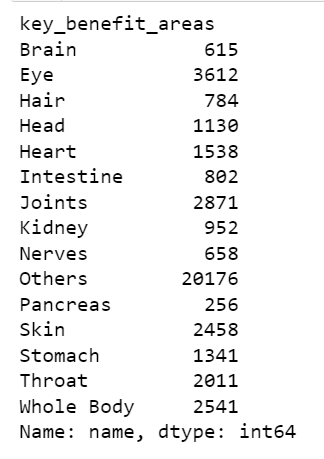 key_benefit_areas
Brain 615
Eye 3612
Hair 784
Head 1130
Heart 1538
Intestine 802
Joints 2871
Kidney 952
Nerves 658
Others 20176
Pancreas 256
Skin 2458
Stomach 1341
Throat 2011
Whole Body 2541
Name: name, dtype: int64